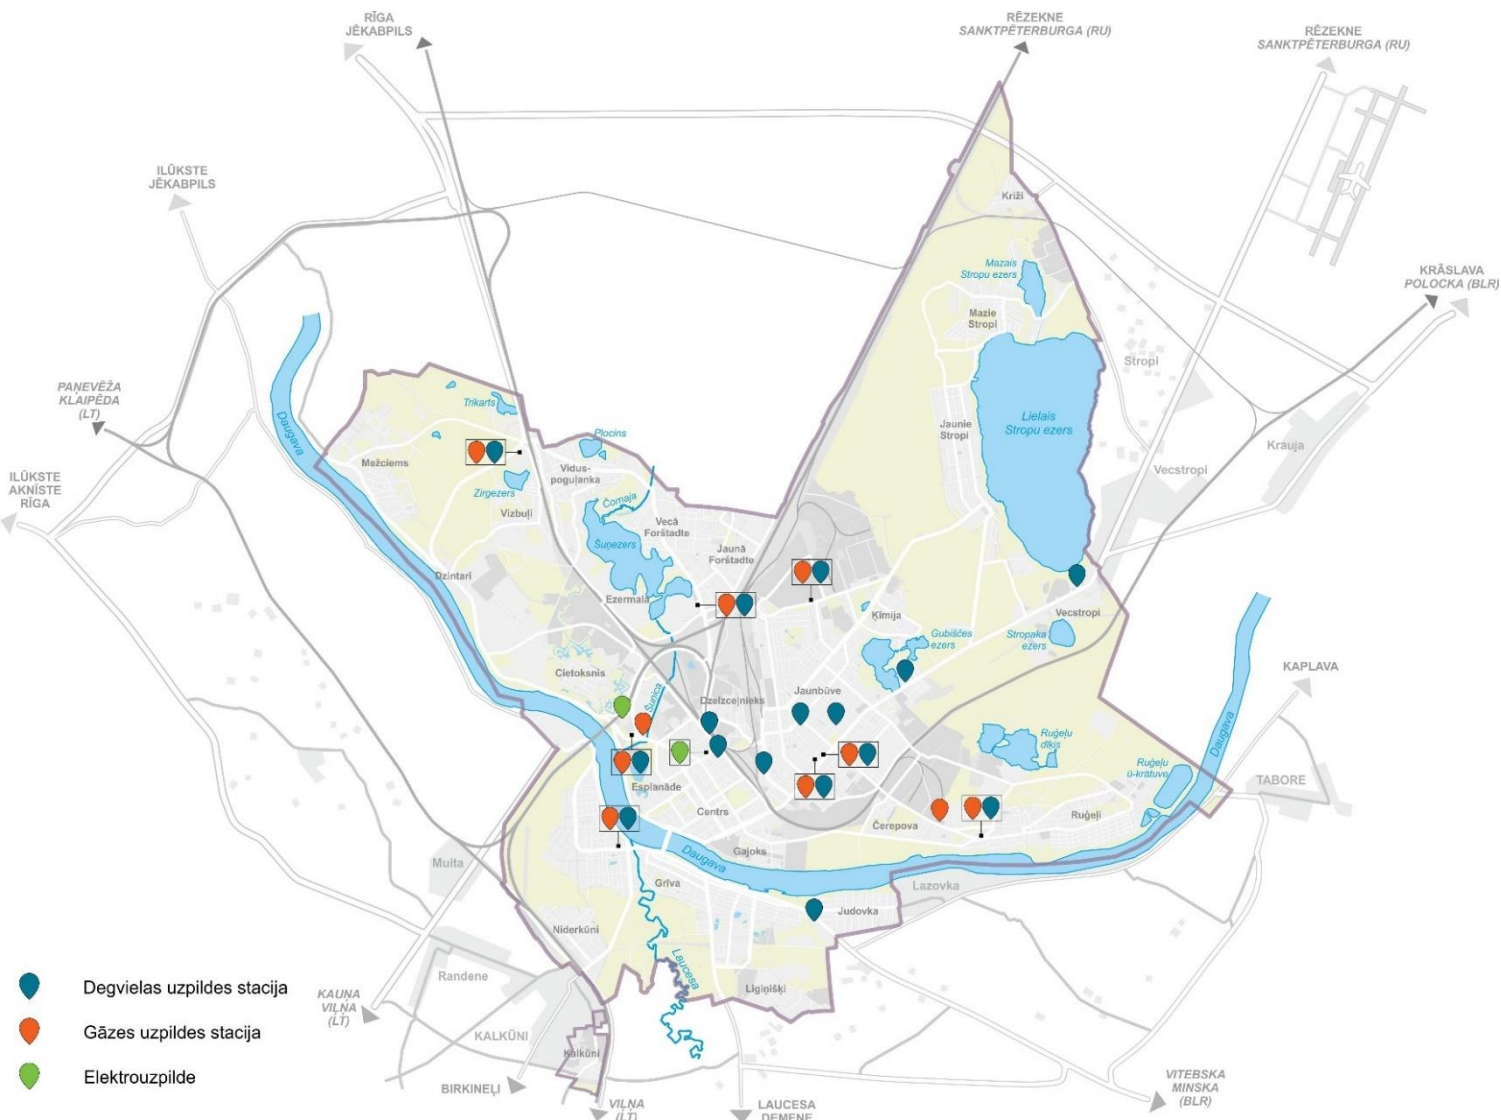 RĪGA
JĒKABPILS
RĒZEKNE
SANKTPĒTERBURGA (RU)
RĒZEKNE
SANKTPĒTERBURGA (RU)
ILŪKSTE
JĒKABPILS
Križi
Mazais
Stropu ezers
KRĀSLAVA
POLOCKA (BLR)
Mazie
Stropi
Stropi
PAŅEVĒŽA
KLAIPĒDA
(LT)
Daugava
Trikarts
Lielais
Stropu ezers
Jaunie
Stropi
Plocins
Krauja
Mežciems
Vidus-
poguļanka
Vecstropi
ILŪKSTE
AKNĪSTE
RĪGA
Zirgezers
Vizbuļi
Čornaja
Vecā
Forštadte
Šuņezers
Jaunā
Forštadte
Dzintari
Ezermala
Ķīmija
Vecstropi
Gubiščes
ezers
Stropaka
ezers
Cietoksnis
KAPLAVA
Šuņica
Dzelzceļnieks
Jaunbūve
Daugava
Ruģeļu
dīķis
Ruģeļu
ū-krātuve
TABORE
Esplanāde
Centrs
Čerepova
Ruģeļi
Gajoks
Daugava
Muita
Grīva
Lazovka
Judovka
Niderkūni
Laucesa
Randene
Liginišķi
Degvielas uzpildes stacija
KAUŅA
VIĻŅA
(LT)
Gāzes uzpildes stacija
KALKŪNI
Kalkūni
Elektrouzpilde
BIRKINEĻI
VITEBSKA
MINSKA
(BLR)
VIĻŅA
(LT)
LAUCESA
DEMENE